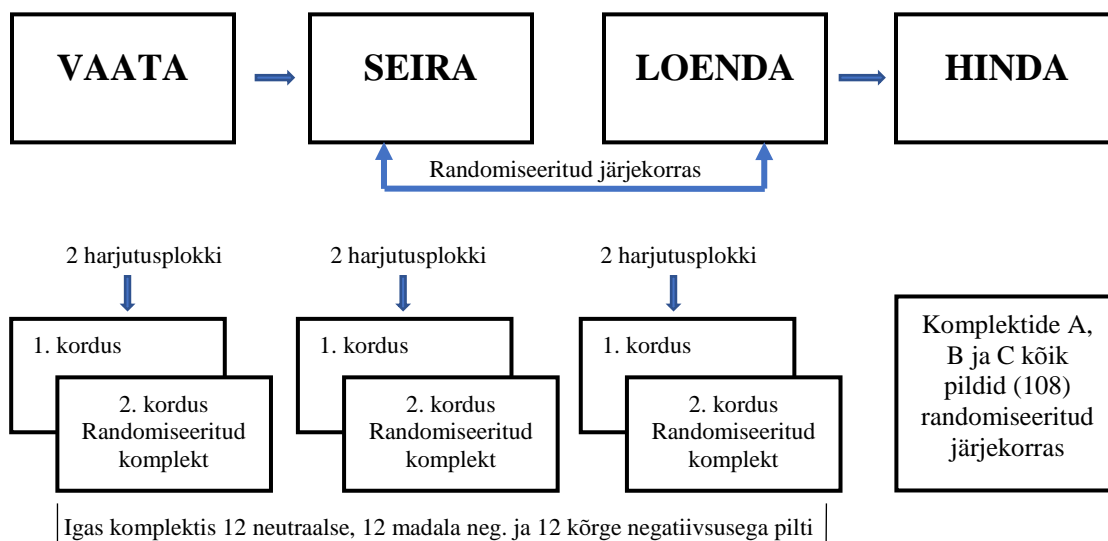 VAATA
SEIRA
LOENDA
HINDA
Randomiseeritud järjekorras
2 harjutusplokki
2 harjutusplokki
2 harjutusplokki
1. kordus
2. kordus
Randomiseeritud
komplekt
1. kordus
2. kordus
Randomiseeritud
komplekt
1. kordus
2. kordus
Randomiseeritud
komplekt
Komplektide A,
B ja C kõik
pildid (108)
randomiseeritud
järjekorras
Igas komplektis 12 neutraalse, 12 madala neg. ja 12 kõrge negatiivsusega pilti